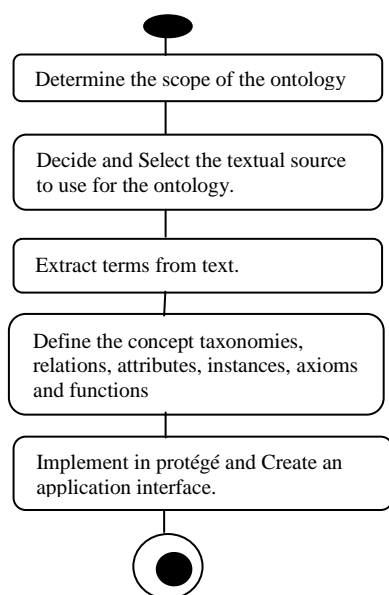 Determine the scope of the ontology
Decide and Select the textual source
to use for the ontology.
Extract terms from text.
Define the concept taxonomies,
relations, attributes, instances, axioms
and functions
Implement in protégé and Create an
application interface.